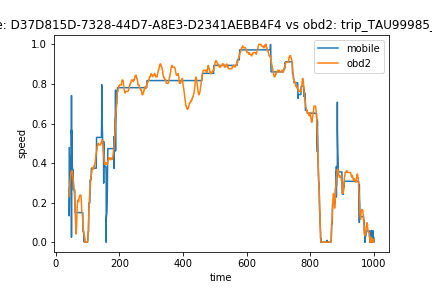 e: D37D815D-7328-44D7-A8E3-D2341AEBB4F4 vs obd2: trip_TAU99985_
mobile
obd2
1.0
0.8
0.6
0.4
0.2
0.0
speed
0 200 400 600 800 1000
time